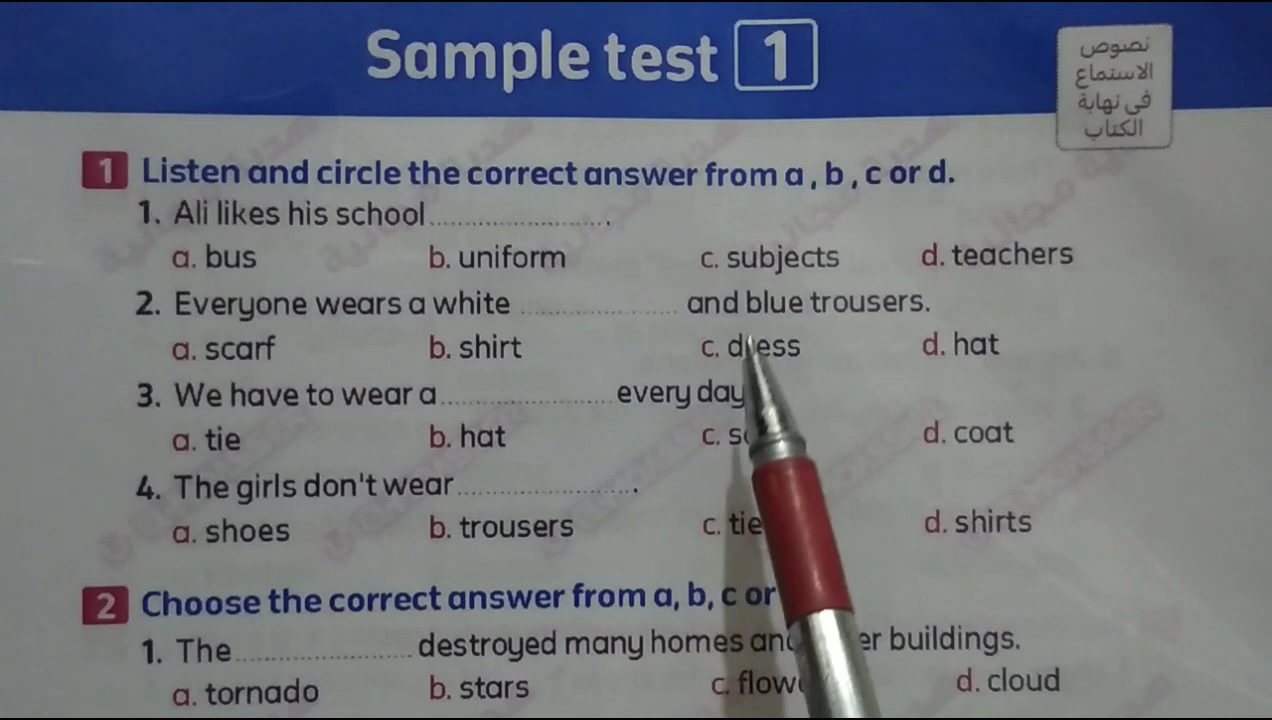 Sample test 1
نصوص
الاستماع
فى نهاية
الكتاب
1 Listen and circle the correct answer from a , b , c or d.
1. Ali likes his school ........................ .
a. bus b. uniform c. subjects d. teachers
2. Everyone wears a white ..................... and blue trousers.
a. scarf b. shirt c. dress d. hat
3. We have to wear a ....................... every day
a. tie b. hat c. d. coat
4. The girls don't wear ........................ .
a. shoes b. trousers c. tie d. shirts
2 Choose the correct answer from a, b, c or
1. The ........................ destroyed many homes and buildings.
a. tornado b. stars c. d. cloud